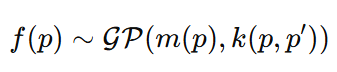 f(p) ∼ 𝒢𝒫(m(p), k(p, p′))